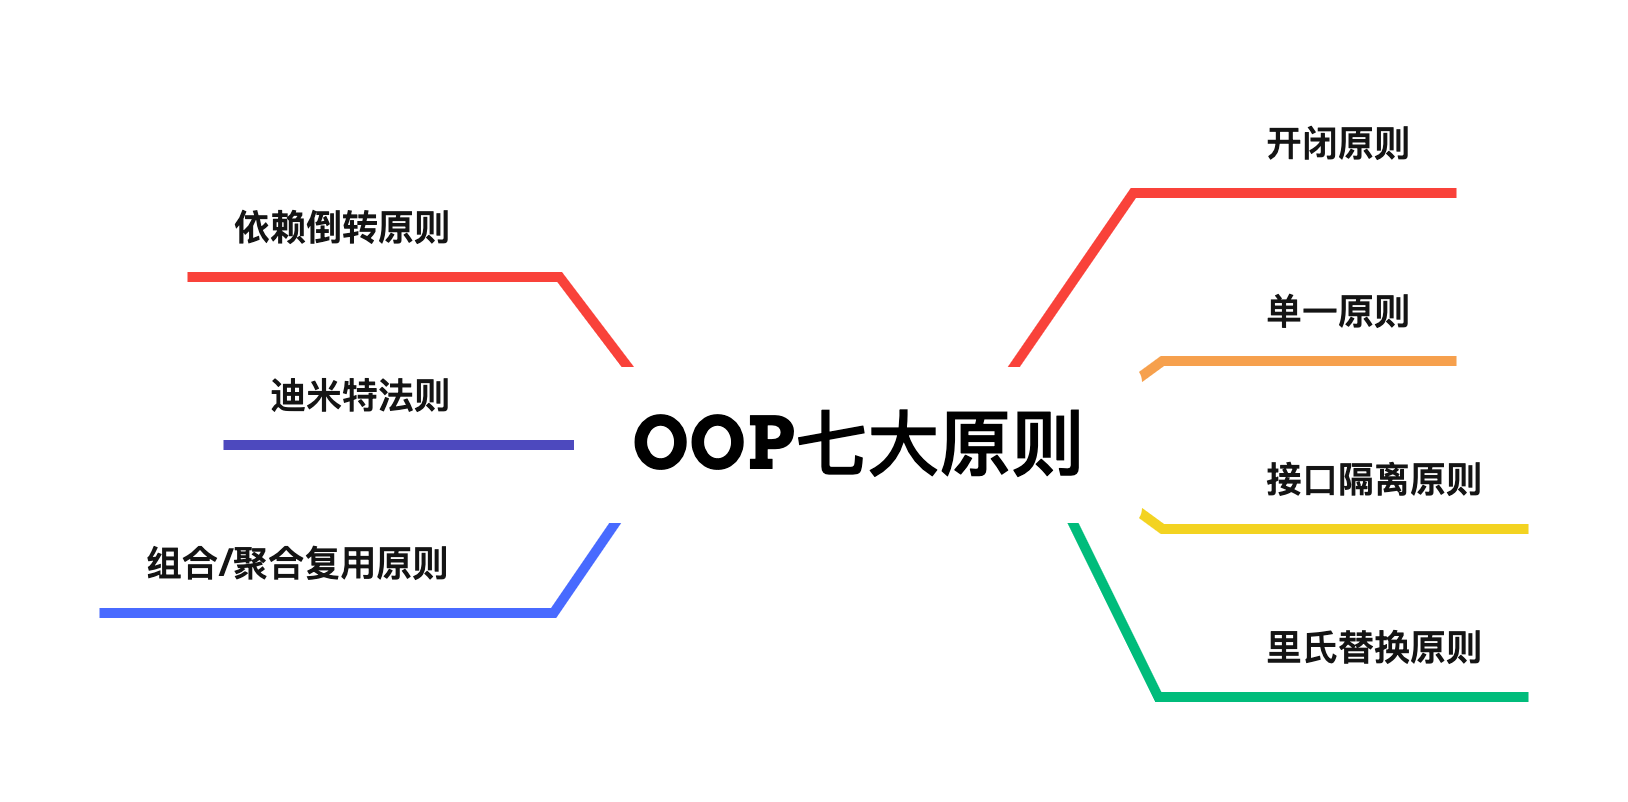 OOP七大原则
开闭原则
单一原则
接口隔离原则
里氏替换原则
依赖倒转原则
迪米特法则
组合/聚合复用原则